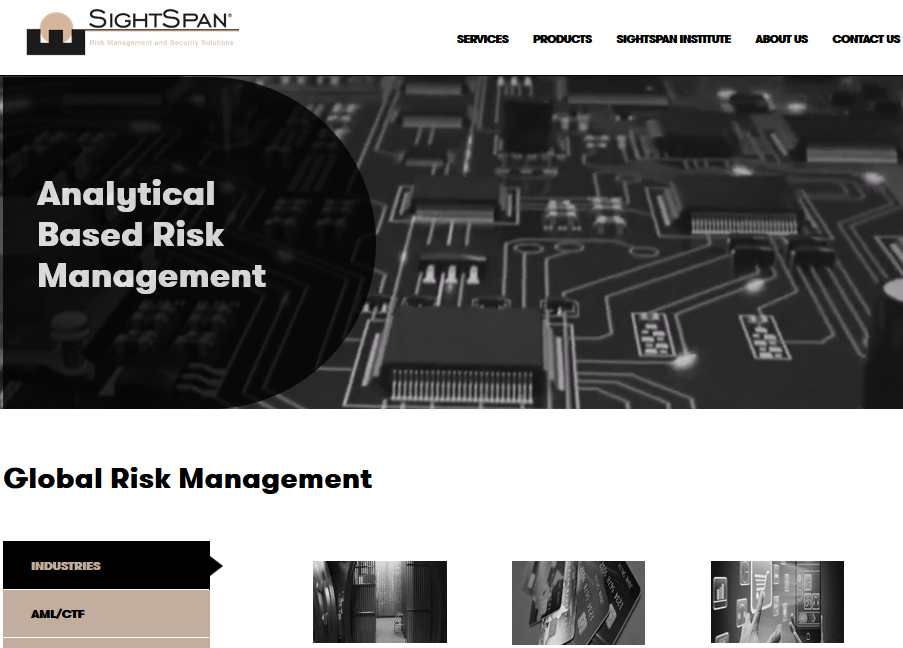 SIGHTSPAN®
Risk Management and Security Solutions
SERVICES PRODUCTS SIGHTSPAN INSTITUTE ABOUT US CONTACT US
Analytical
Based Risk
Management
Global Risk Management
INDUSTRIES
AML/CTF